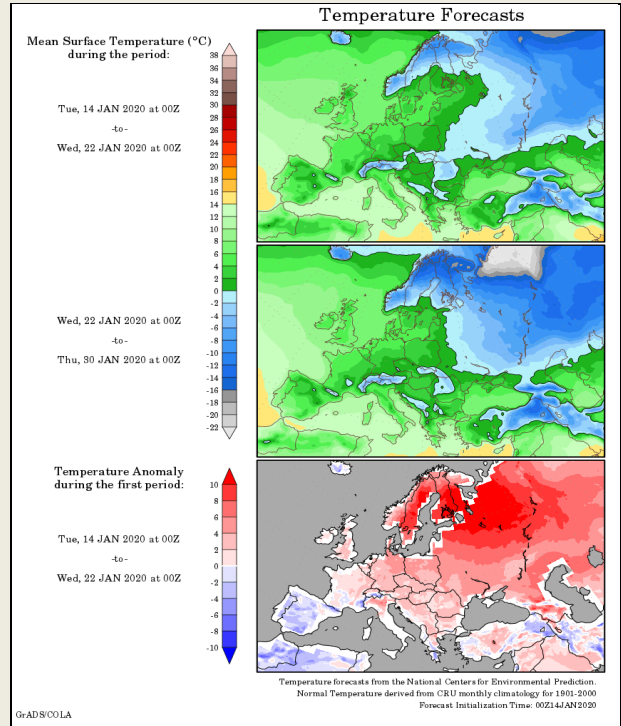 Temperature Forecasts
Mean Surface Temperature (°C)
during the period:
Tue, 14 JAN 2020 at 00Z
-to-
Wed, 22 JAN 2020 at 00Z
38
36
34
32
30
28
26
24
22
20
18
16
14
12
10
8
6
4
2
0
-2
-4
-6
-8
-10
-12
-14
-16
-18
-20
-22
Wed, 22 JAN 2020 at 00Z
-to-
Thu, 30 JAN 2020 at 00Z
Temperature Anomaly
during the first period:
Tue, 14 JAN 2020 at 00Z
-to-
Wed, 22 JAN 2020 at 00Z
10
8
6
4
2
0
-2
-4
-6
-8
-10
Temperature forecasts from the National Centers for Environmental Prediction.
Normal Temperature derived from CRU monthly climatology for 1901-2000
Forecast Initialization Time: 00Z14JAN2020
GrADS/COLA